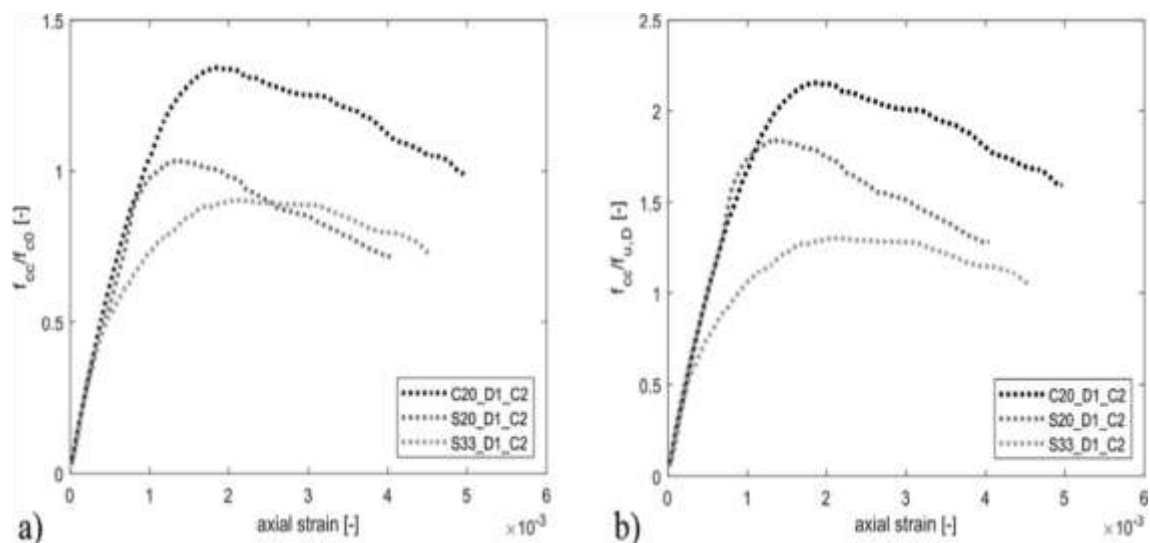 1.5
1
0.5
0
f_cc/f_c0 [-]
0 1 2 3 4 5 6
axial strain [-]
×10⁻³
C20_D1_C2
S20_D1_C2
S33_D1_C2
a)
2.5
2
1.5
1
0.5
0
f_cc/f_u,D [-]
0 1 2 3 4 5 6
axial strain [-]
×10⁻³
C20_D1_C2
S20_D1_C2
S33_D1_C2
b)